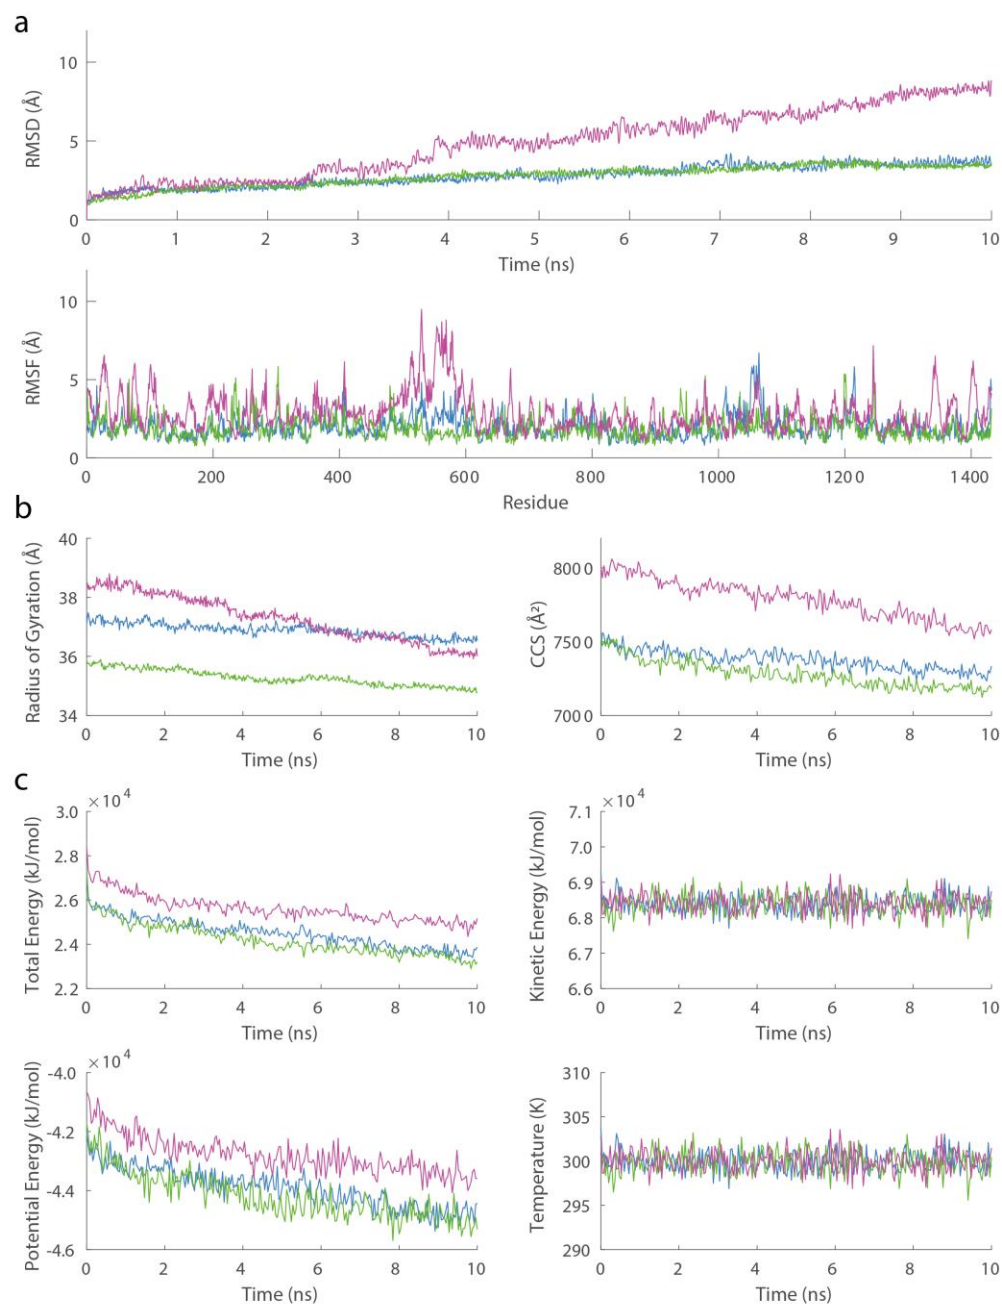 a
10
5
0
RMSD (Å)
0 1 2 3 4 5 6 7 8 9 10
Time (ns)
10
5
0
RMSF (Å)
0 200 400 600 800 1000 1200 1400
Residue
b
40
38
36
34
Radius of Gyration (Å)
0 2 4 6 8 10
Time (ns)
8000
7500
7000
CCS (Å²)
0 2 4 6 8 10
Time (ns)
c
×10⁴
3.0
2.8
2.6
2.4
2.2
Total Energy (kJ/mol)
0 2 4 6 8 10
Time (ns)
×10⁴
7.1
7.0
6.9
6.8
6.7
6.6
Kinetic Energy (kJ/mol)
0 2 4 6 8 10
Time (ns)
×10⁴
-4.0
-4.2
-4.4
-4.6
Potential Energy (kJ/mol)
0 2 4 6 8 10
Time (ns)
310
305
300
295
290
Temperature (K)
0 2 4 6 8 10
Time (ns)